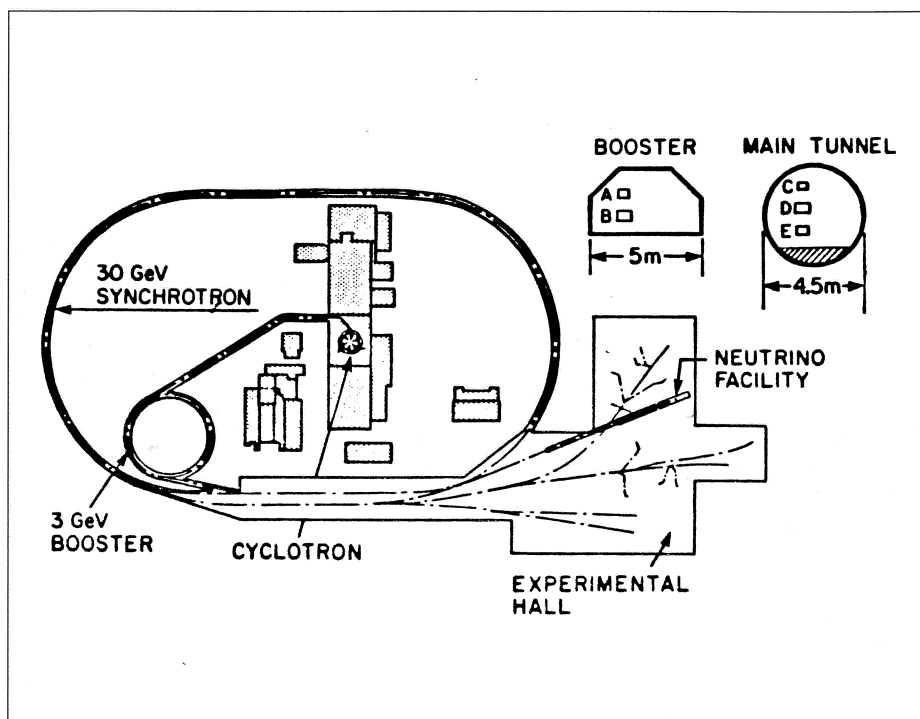 BOOSTER
MAIN TUNNEL
A
B
C
D
E
5m
4.5m
30 GeV
SYNCHROTRON
NEUTRINO
FACILITY
3 GeV
BOOSTER
CYCLOTRON
EXPERIMENTAL
HALL